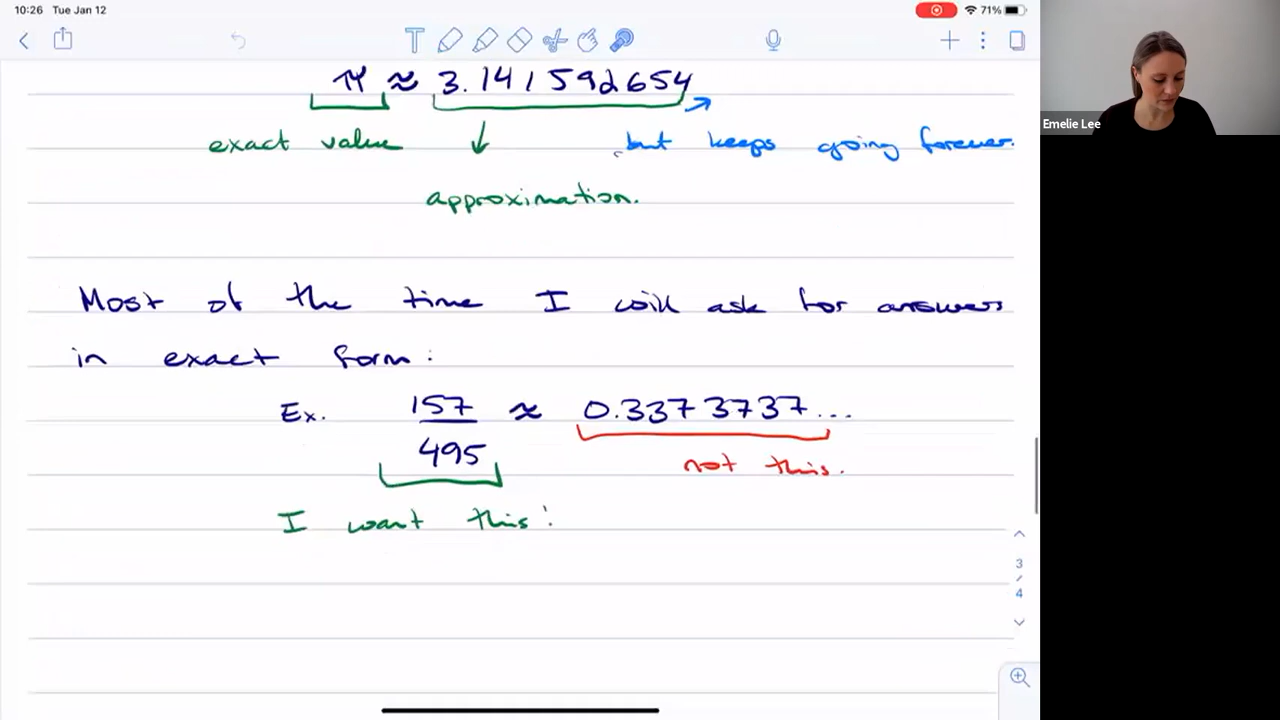 10:26 Tue Jan 12
71%
T
π ≈ 3.141592654
exact value
but keeps going forever.
approximation.
Emelie Lee
Most of the time I will ask for answers
in exact form:
Ex. 157/495 ≈ 0.3373737...
not this.
I want this!
3/4